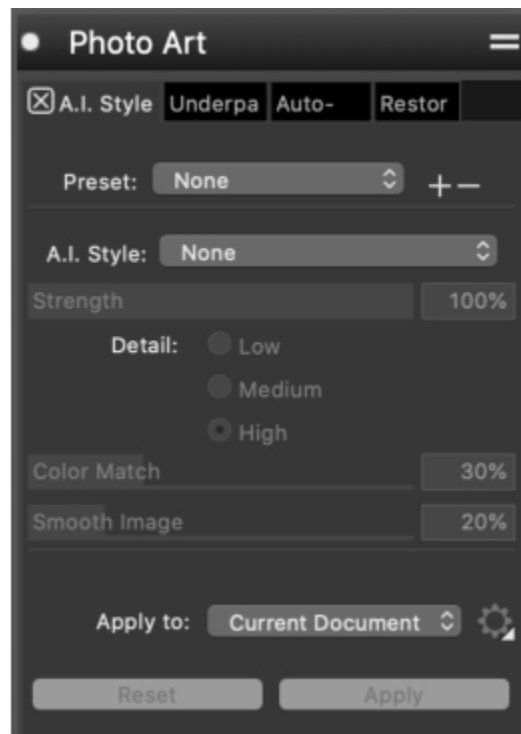 Photo Art
A.I. Style Underpa Auto- Restor
Preset: None
A.I. Style: None
Strength 100%
Detail: Low
Medium
High
Color Match 30%
Smooth Image 20%
Apply to: Current Document
Reset Apply